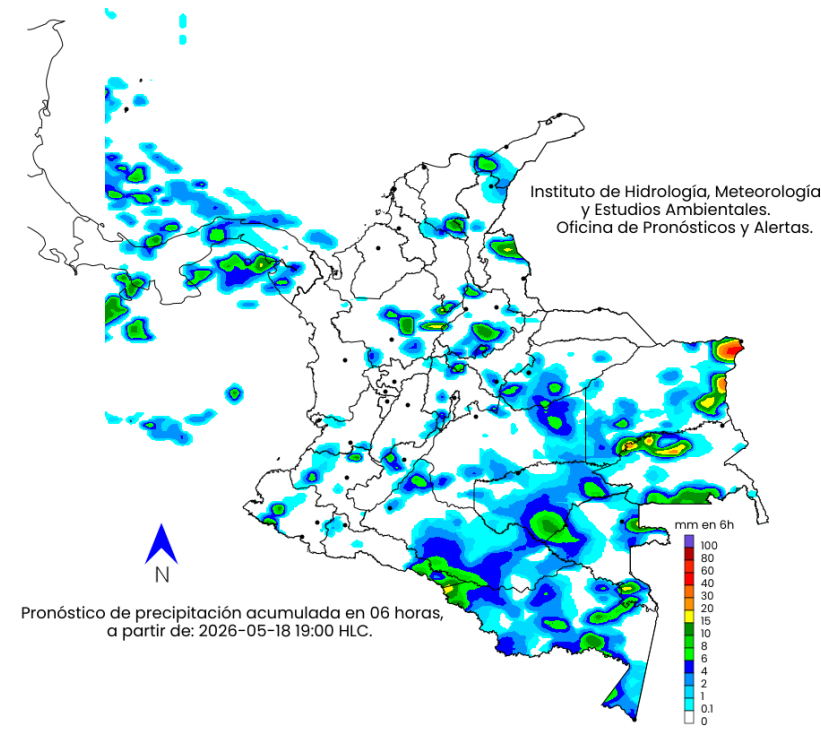 Instituto de Hidrología, Meteorología
y Estudios Ambientales.
Oficina de Pronósticos y Alertas.
mm en 6h
100
80
60
40
30
20
15
10
8
6
4
2
1
0.1
0
N
Pronóstico de precipitación acumulada en 06 horas,
a partir de: 2026-05-18 19:00 HLC.